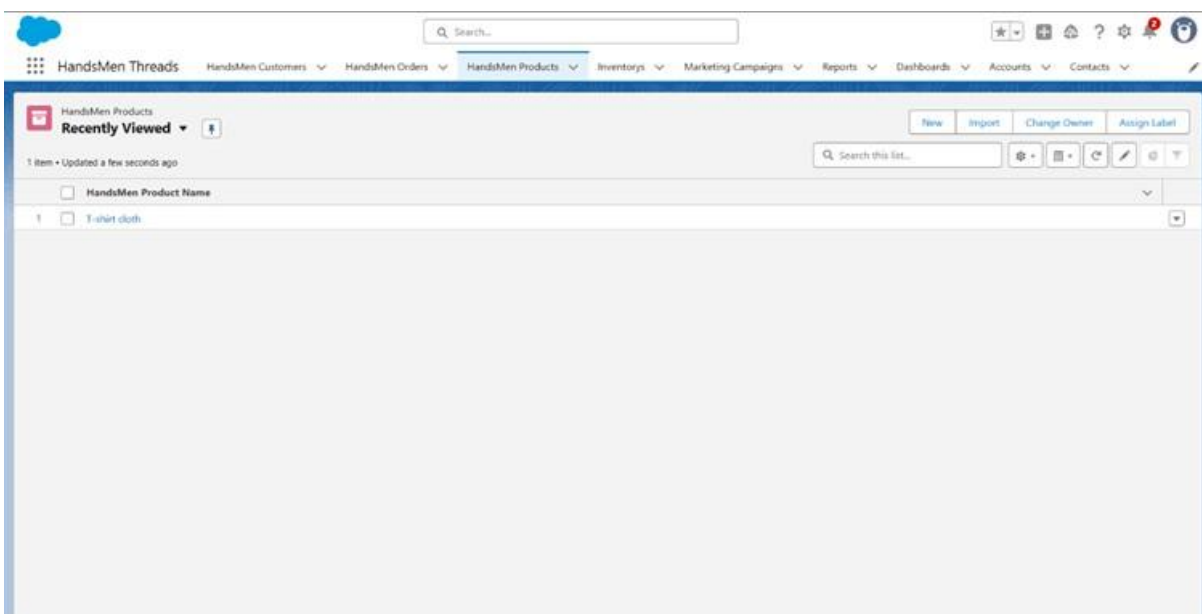 Search...
2
HandsMen Threads HandsMen Customers HandsMen Orders HandsMen Products Inventorys Marketing Campaigns Reports Dashboards Accounts Contacts
HandsMen Products
Recently Viewed
New Import Change Owner Assign Label
1 item • Updated a few seconds ago
Search this list...
HandsMen Product Name
1 T-shirt cloth